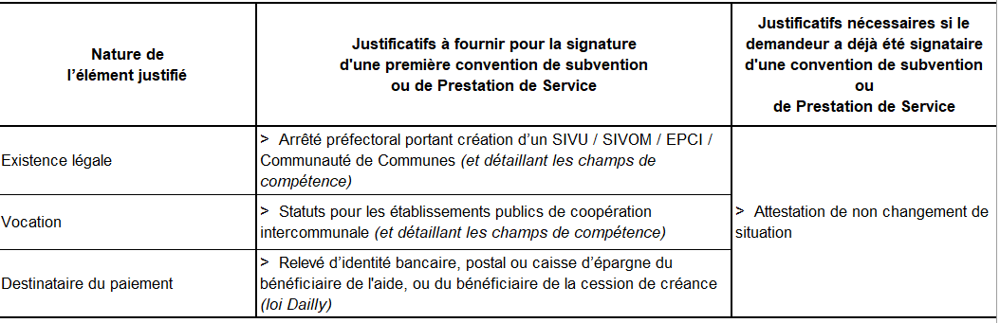 Nature de
l’élément justifié
Justificatifs à fournir pour la signature
d'une première convention de subvention
ou de Prestation de Service
Justificatifs nécessaires si le
demandeur a déjà été signataire
d'une convention de subvention
ou
de Prestation de Service
Existence légale
> Arrêté préfectoral portant création d’un SIVU / SIVOM / EPCI /
Communauté de Communes (et détaillant les champs de
compétence)
Vocation
> Statuts pour les établissements publics de coopération
intercommunale (et détaillant les champs de compétence)
Destinataire du paiement
> Relevé d’identité bancaire, postal ou caisse d’épargne du
bénéficiaire de l'aide, ou du bénéficiaire de la cession de créance
(loi Dailly)
> Attestation de non changement de
situation